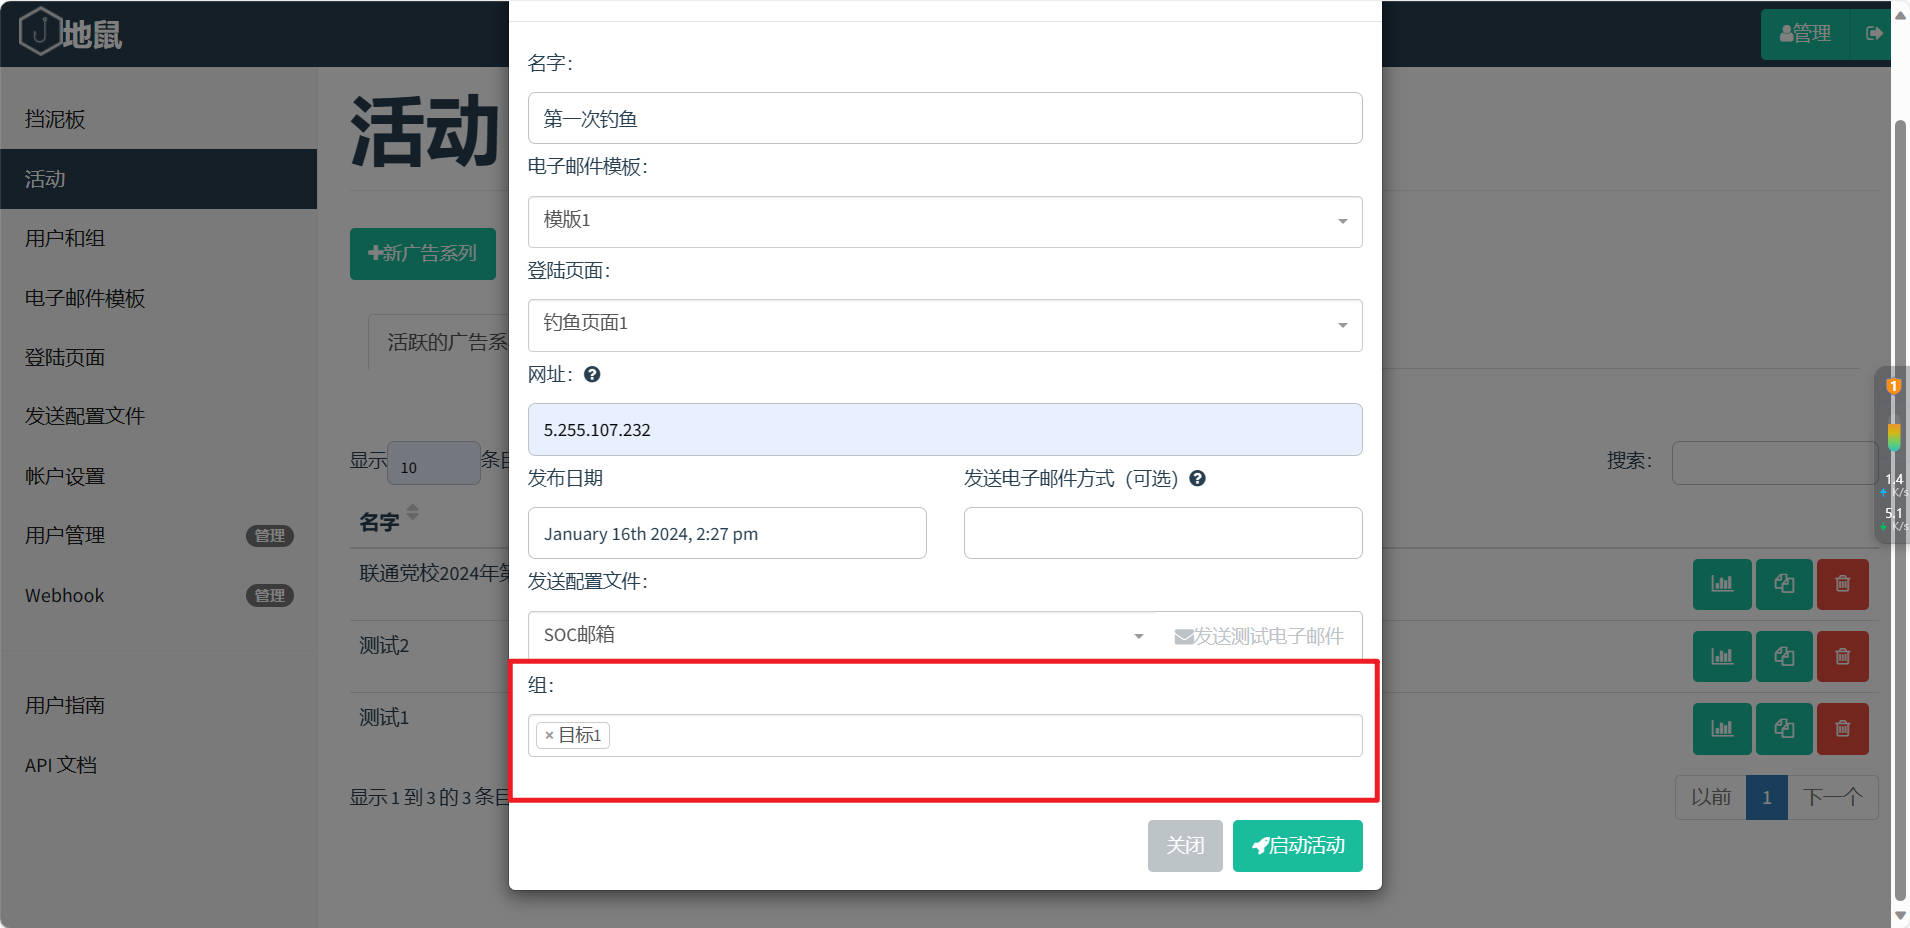 地鼠
管理
挡泥板
活动
用户和组
电子邮件模板
登陆页面
发送配置文件
帐户设置
用户管理 管理
Webhook 管理
用户指南
API 文档
活动
新广告系列
活跃的广告系
显示 10 条目
搜索:
名字
联通党校2024年第
测试2
测试1
显示 1 到 3 的 3 条目
以前 1 下一个
名字:
第一次钓鱼
电子邮件模板:
模版1
登陆页面:
钓鱼页面1
网址:
5.255.107.232
发布日期 发送电子邮件方式 (可选)
January 16th 2024, 2:27 pm
发送配置文件:
SOC邮箱 发送测试电子邮件
组:
× 目标1
关闭 启动活动
1
1.4
K/s
5.1
K/s